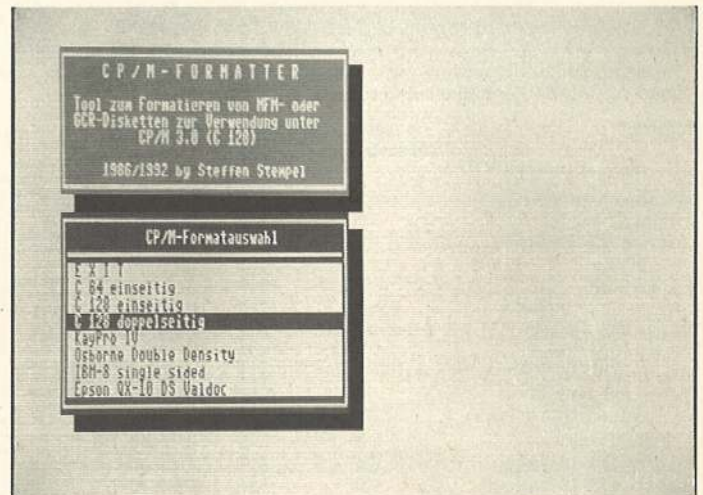 CP/M-FORMATTER
Tool zum Formatieren von MFM- oder
GCR-Disketten zur Verwendung unter
CP/M 3.0 (C 128)
1986/1992 by Steffen Stempel
CP/M-Formatauswahl
EXIT
C 64 einseitig
C 128 einseitig
C 128 doppelseitig
KayPro IV
Osborne Double Density
IBM-8 single sided
Epson QX-10 DS Valdoc